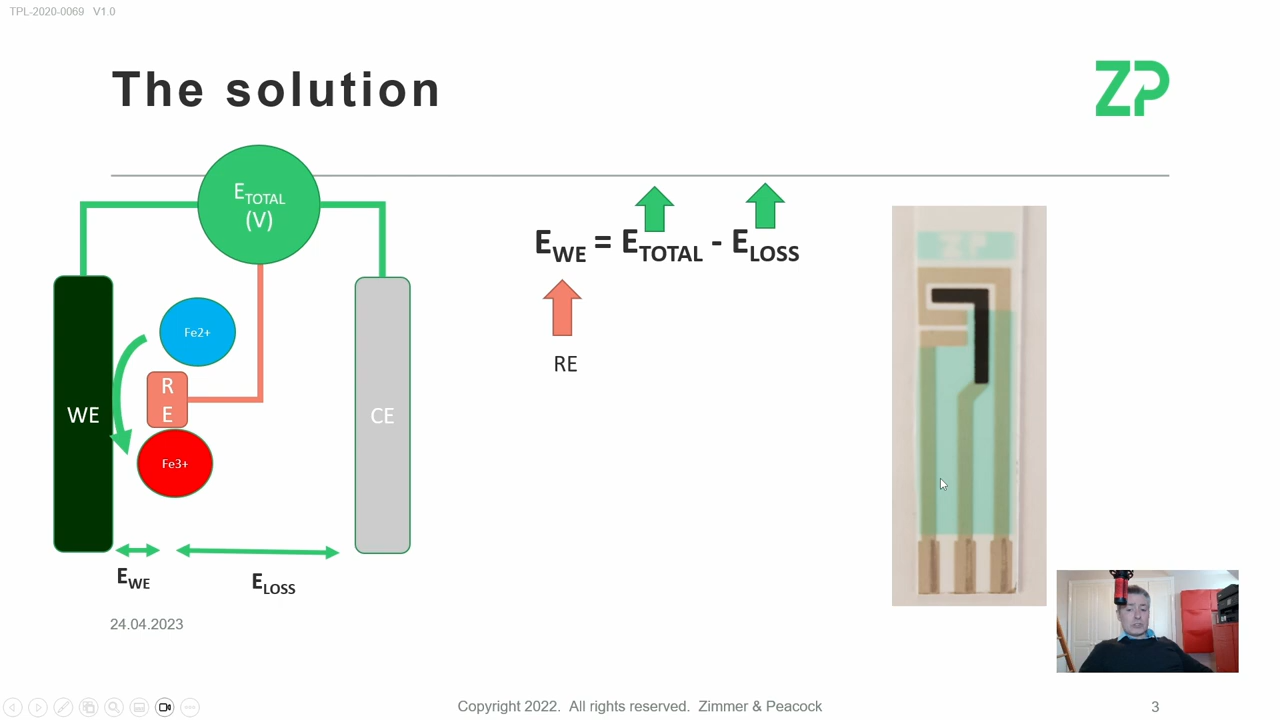 TPL-2020-0069 V1.0
The solution
ZP
E_TOTAL
(V)
E_WE = E_TOTAL - E_LOSS
RE
Fe2+
R
E
WE
CE
Fe3+
E_WE
E_LOSS
24.04.2023
Copyright 2022. All rights reserved. Zimmer & Peacock
3